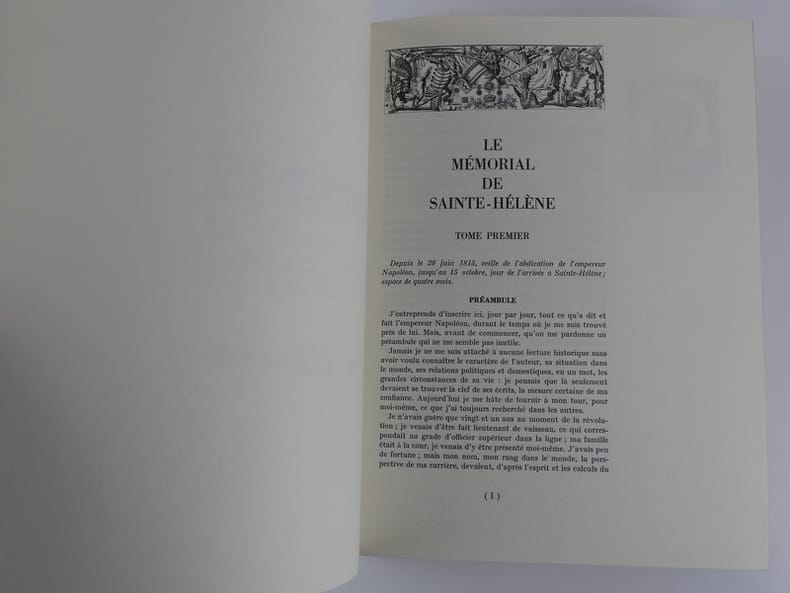 LE
MÉMORIAL
DE
SAINTE-HÉLÈNE
TOME PREMIER
Depuis le 20 juin 1815, veille de l'abdication de l'empereur
Napoléon, jusqu'au 15 octobre, jour de l'arrivée à Sainte-Hélène ;
espace de quatre mois.
PRÉAMBULE
J'entreprends d'inscrire ici, jour par jour, tout ce qu'a dit et
fait l'empereur Napoléon, durant le temps où je me suis trouvé
près de lui. Mais, avant de commencer, qu'on me pardonne un
préambule qui ne me semble pas inutile.
Jamais je ne me suis attaché à aucune lecture historique sans
avoir voulu connaître le caractère de l'auteur, sa situation dans
le monde, ses relations politiques et domestiques, en un mot, les
grandes circonstances de sa vie : je pensais que là seulement
devaient se trouver la clef de ses écrits, la mesure certaine de ma
confiance. Aujourd'hui je me hâte de fournir à mon tour, pour
moi-même, ce que j'ai toujours recherché dans les autres.
Je n'avais guère que vingt et un ans au moment de la révolu-
tion ; je venais d'être fait lieutenant de vaisseau, ce qui corres-
pondait au grade d'officier supérieur dans la ligne ; ma famille
était à la cour, je venais d'y être présenté moi-même. J'avais peu
de fortune ; mais mon nom, mon rang dans le monde, la pers-
pective de ma carrière, devaient, d'après l'esprit et les calculs du
( 1 )